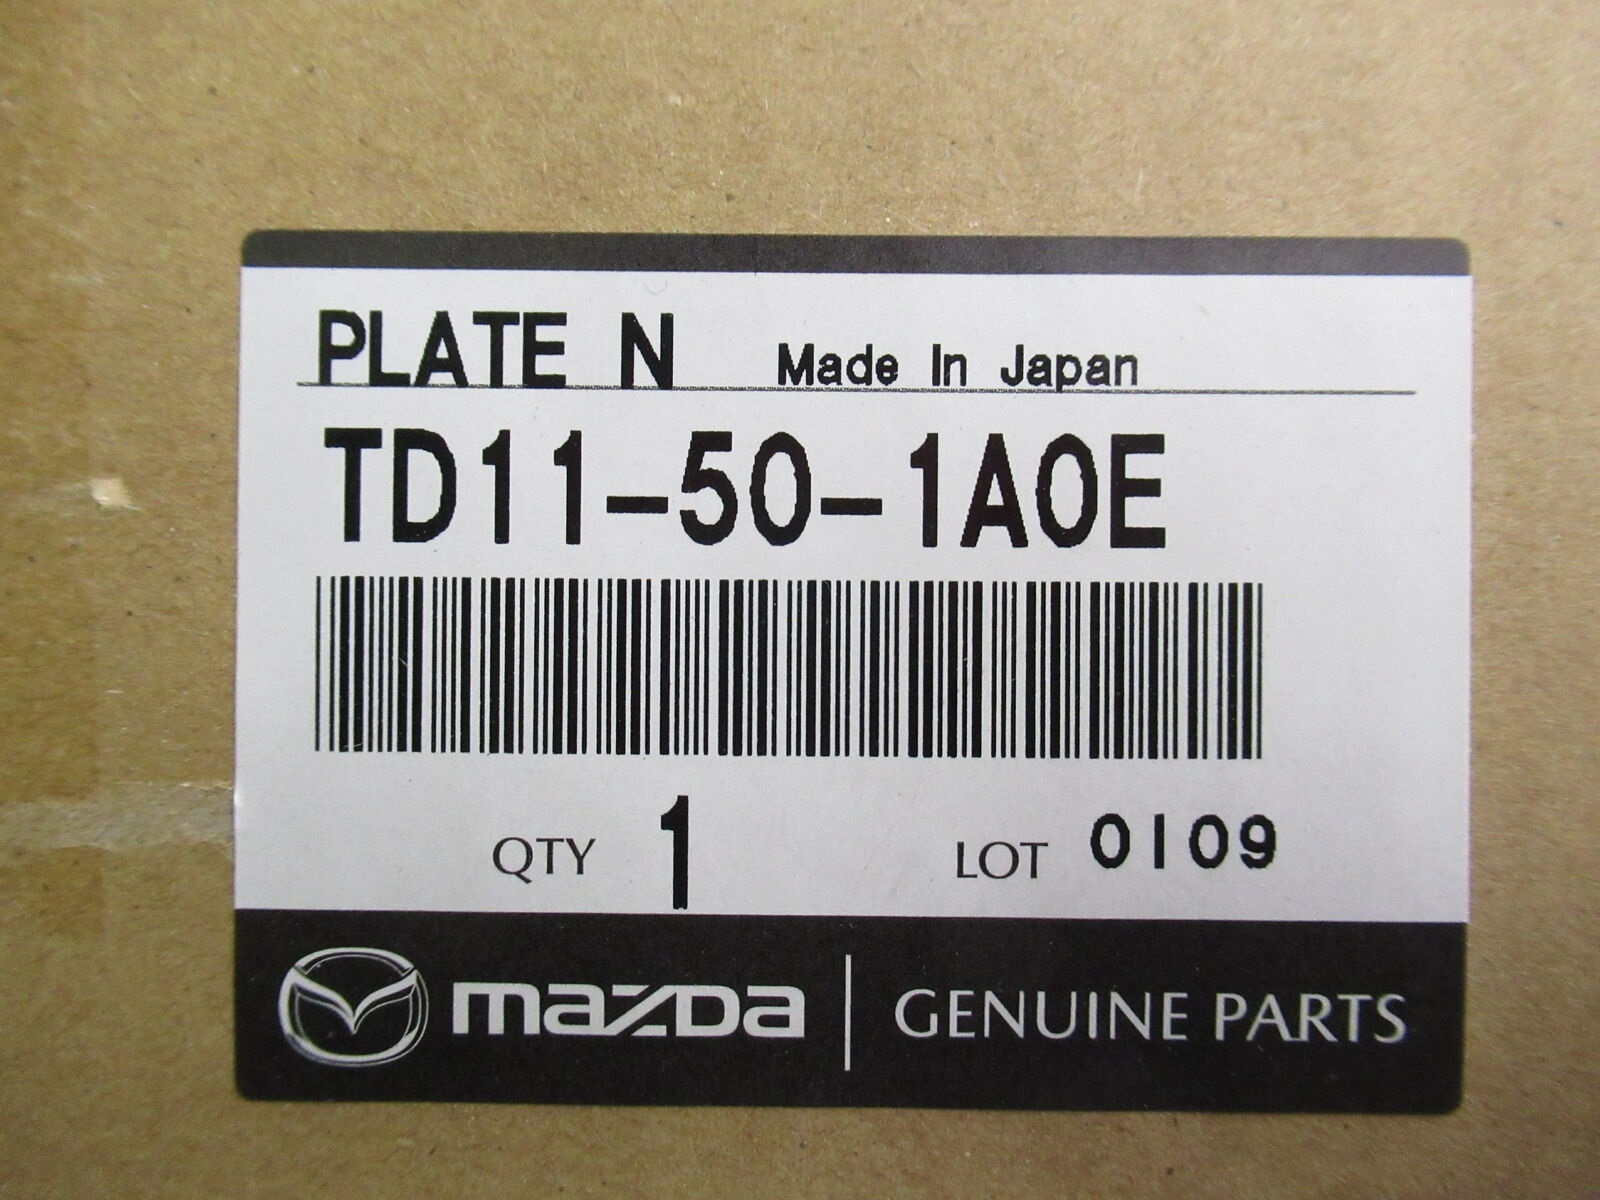 PLATE N Made In Japan
TD11-50-1A0E
QTY 1 LOT 0109
mazda GENUINE PARTS